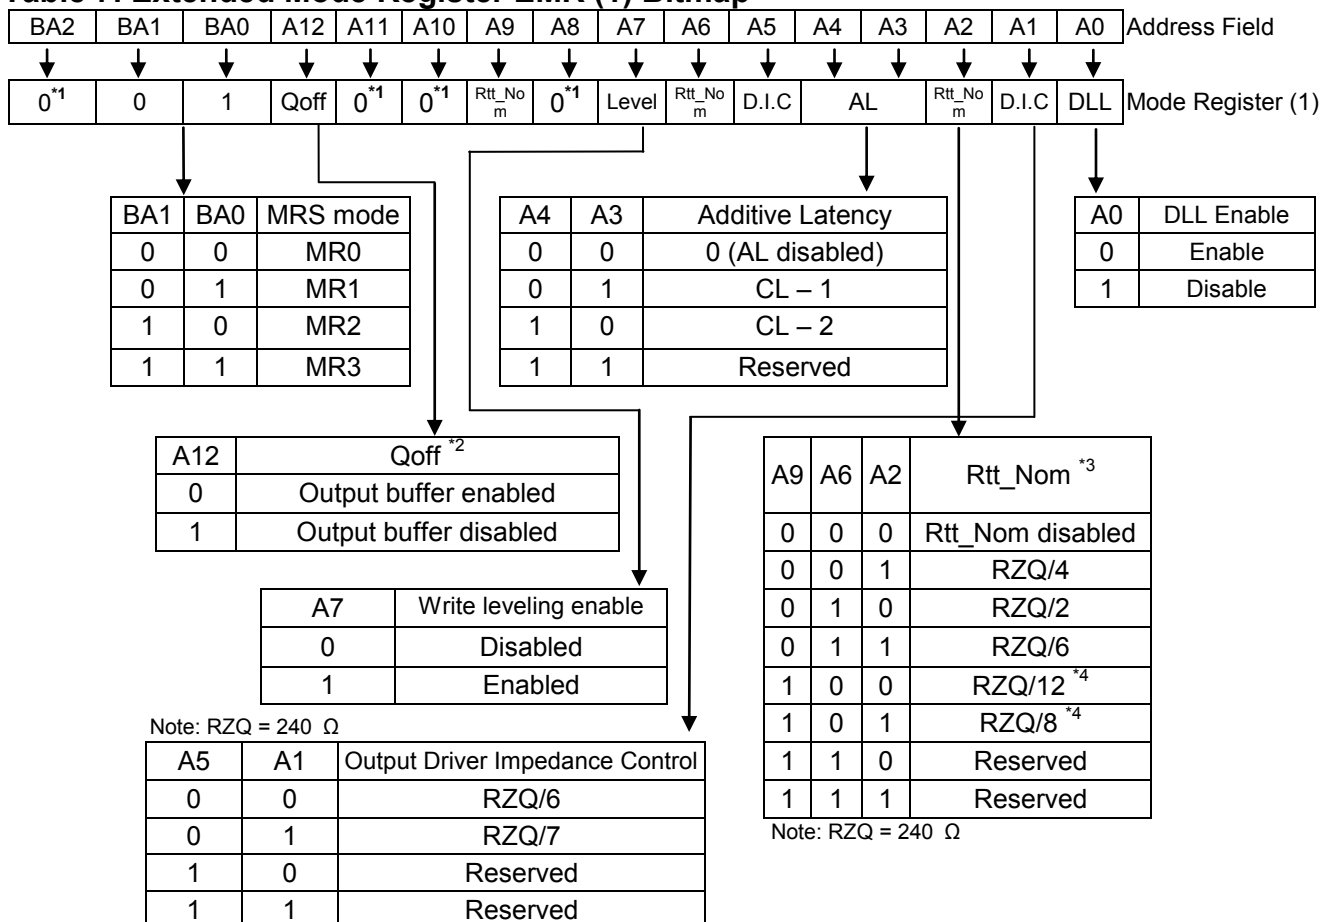 Table 7. Extended Mode Register EMR (1) Bitmap
BA2 BA1 BA0 A12 A11 A10 A9 A8 A7 A6 A5 A4 A3 A2 A1 A0 Address Field
0*1 0 1 Qoff 0*1 0*1 Rtt_No m 0*1 Level Rtt_No m D.I.C AL Rtt_No m D.I.C DLL Mode Register (1)
BA1 BA0 MRS mode
0 0 MR0
0 1 MR1
1 0 MR2
1 1 MR3
A4 A3 Additive Latency
0 0 0 (AL disabled)
0 1 CL – 1
1 0 CL – 2
1 1 Reserved
A0 DLL Enable
0 Enable
1 Disable
A12 Qoff *2
0 Output buffer enabled
1 Output buffer disabled
A7 Write leveling enable
0 Disabled
1 Enabled
Note: RZQ = 240 Ω
A5 A1 Output Driver Impedance Control
0 0 RZQ/6
0 1 RZQ/7
1 0 Reserved
1 1 Reserved
A9 A6 A2 Rtt_Nom *3
0 0 0 Rtt_Nom disabled
0 0 1 RZQ/4
0 1 0 RZQ/2
0 1 1 RZQ/6
1 0 0 RZQ/12 *4
1 0 1 RZQ/8 *4
1 1 0 Reserved
1 1 1 Reserved
Note: RZQ = 240 Ω